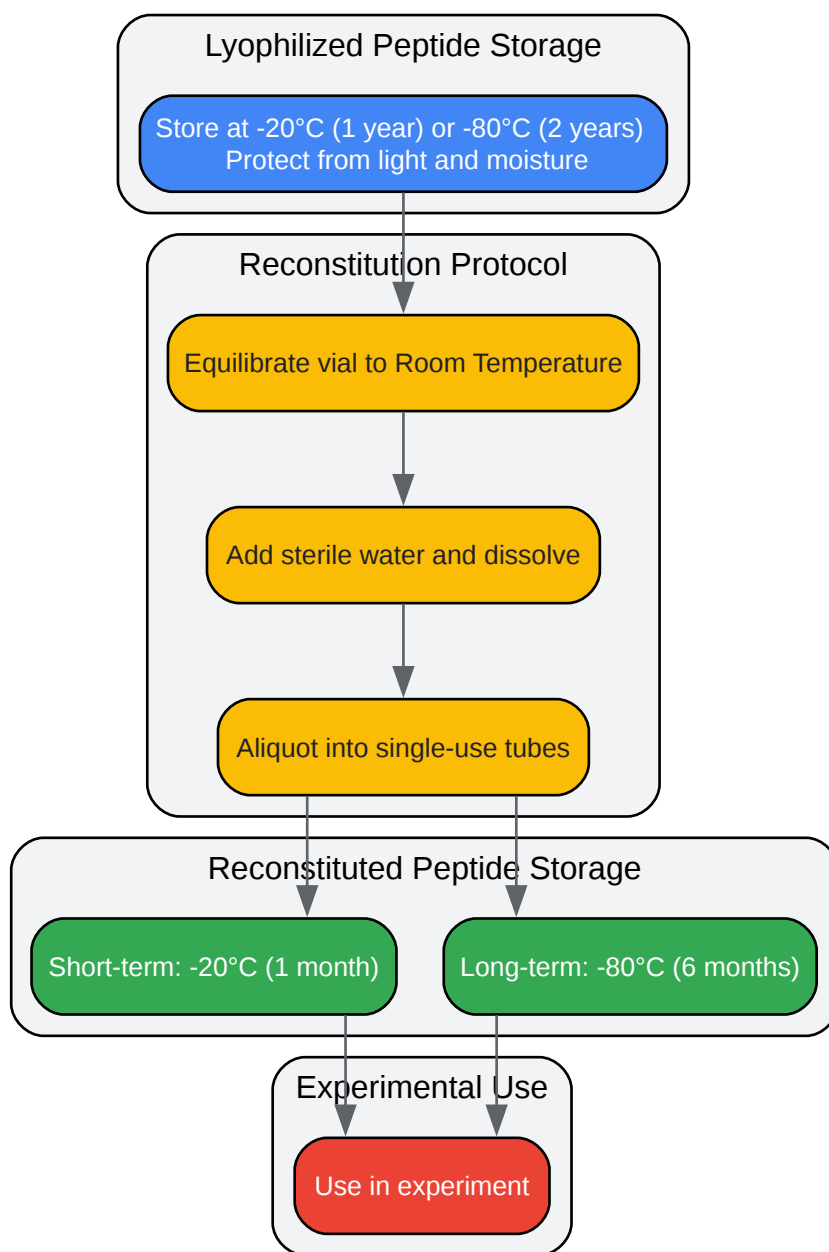 Lyophilized Peptide Storage
Store at -20°C (1 year) or -80°C (2 years)
Protect from light and moisture
Reconstitution Protocol
Equilibrate vial to Room Temperature
Add sterile water and dissolve
Aliquot into single-use tubes
Reconstituted Peptide Storage
Short-term: -20°C (1 month)
Long-term: -80°C (6 months)
Experimental Use
Use in experiment